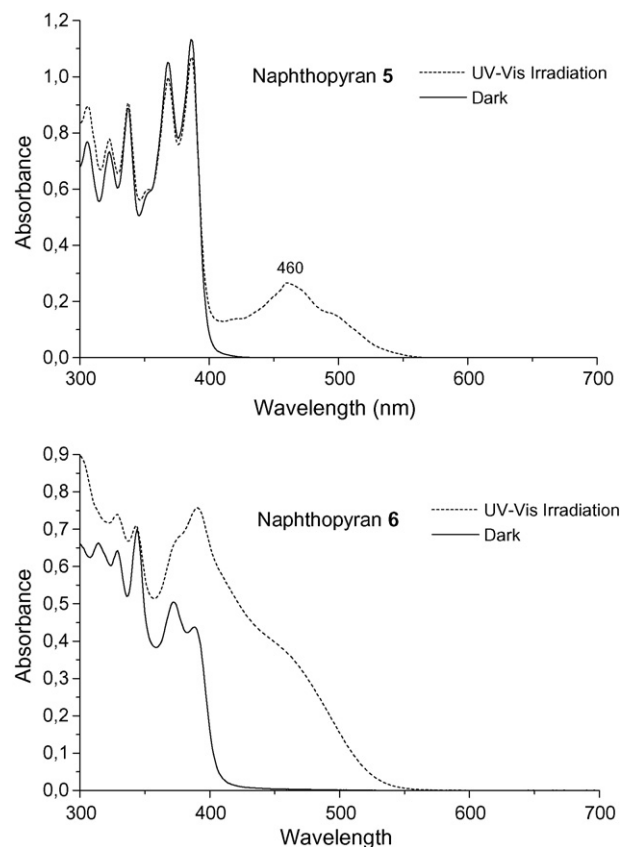 1,2
1,0
0,8
0,6
0,4
0,2
0,0
Absorbance
Naphthopyran 5
UV-Vis Irradiation
Dark
460
300 400 500 600 700
Wavelength (nm)
0,9
0,8
0,7
0,6
0,5
0,4
0,3
0,2
0,1
0,0
Absorbance
Naphthopyran 6
UV-Vis Irradiation
Dark
300 400 500 600 700
Wavelength